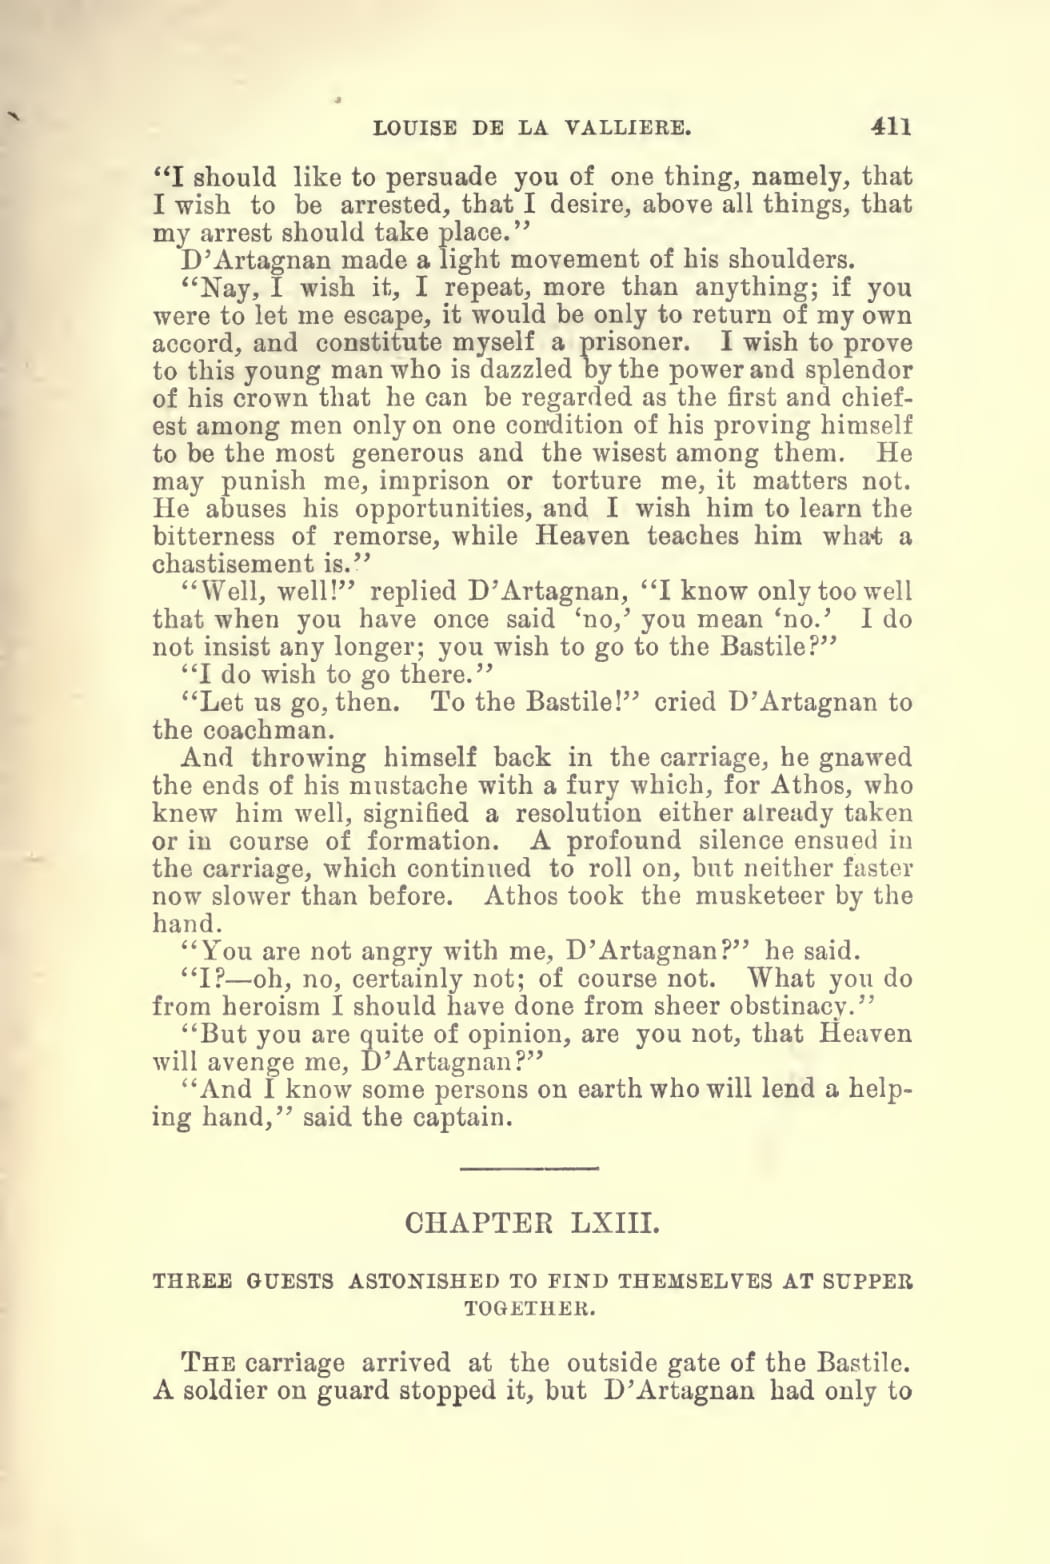 LOUISE DE LA VALLIERE. 411
“I should like to persuade you of one thing, namely, that
I wish to be arrested, that I desire, above all things, that
my arrest should take place.”
D’Artagnan made a light movement of his shoulders.
“Nay, I wish it, I repeat, more than anything; if you
were to let me escape, it would be only to return of my own
accord, and constitute myself a prisoner. I wish to prove
to this young man who is dazzled by the power and splendor
of his crown that he can be regarded as the first and chief-
est among men only on one condition of his proving himself
to be the most generous and the wisest among them. He
may punish me, imprison or torture me, it matters not.
He abuses his opportunities, and I wish him to learn the
bitterness of remorse, while Heaven teaches him what a
chastisement is.”
“Well, well!” replied D’Artagnan, “I know only too well
that when you have once said ‘no,’ you mean ‘no.’ I do
not insist any longer; you wish to go to the Bastile?”
“I do wish to go there.”
“Let us go, then. To the Bastile!” cried D’Artagnan to
the coachman.
And throwing himself back in the carriage, he gnawed
the ends of his mustache with a fury which, for Athos, who
knew him well, signified a resolution either already taken
or in course of formation. A profound silence ensued in
the carriage, which continued to roll on, but neither faster
now slower than before. Athos took the musketeer by the
hand.
“You are not angry with me, D’Artagnan?” he said.
“I?—oh, no, certainly not; of course not. What you do
from heroism I should have done from sheer obstinacy.”
“But you are quite of opinion, are you not, that Heaven
will avenge me, D’Artagnan?”
“And I know some persons on earth who will lend a help-
ing hand,” said the captain.
CHAPTER LXIII.
THREE GUESTS ASTONISHED TO FIND THEMSELVES AT SUPPER
TOGETHER.
THE carriage arrived at the outside gate of the Bastile.
A soldier on guard stopped it, but D’Artagnan had only to